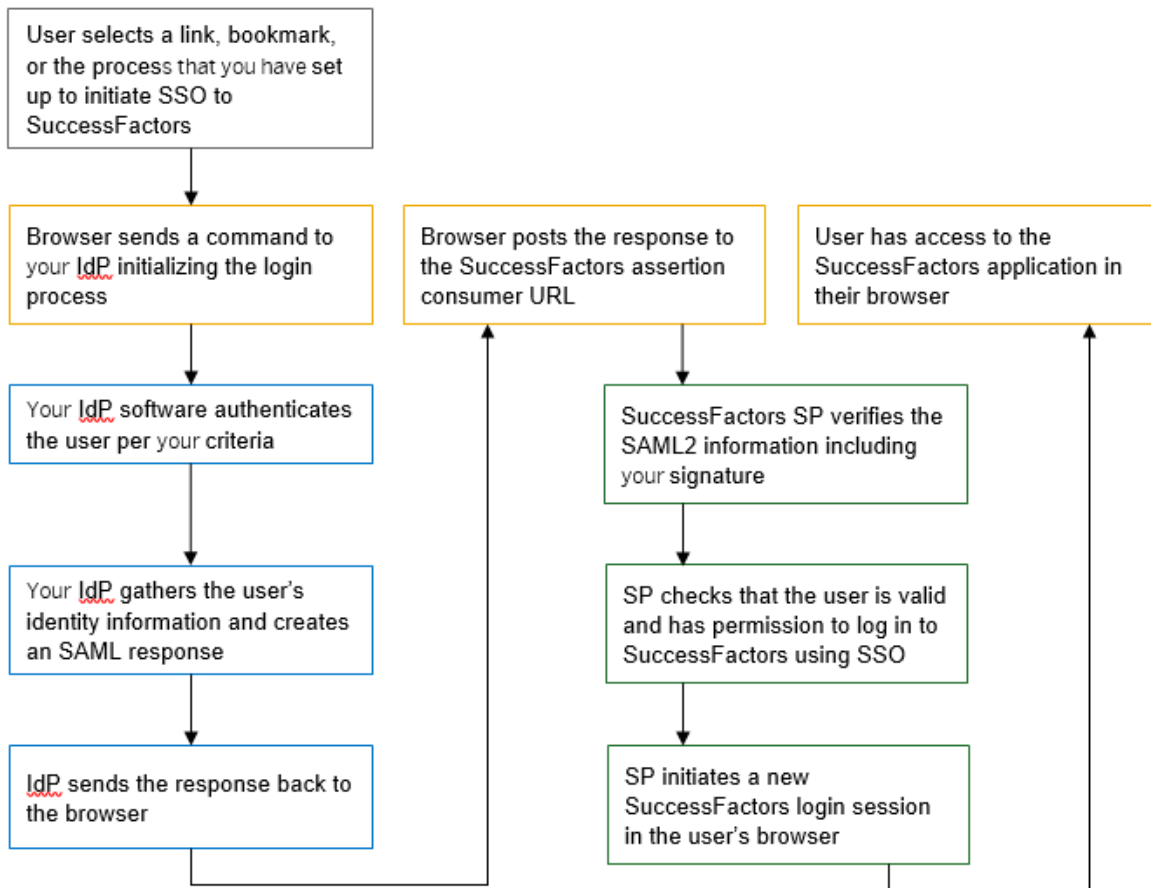 User selects a link, bookmark,
or the process that you have set
up to initiate SSO to
SuccessFactors
Browser sends a command to
your IdP initializing the login
process
Your IdP software authenticates
the user per your criteria
Your IdP gathers the user's
identity information and creates
an SAML response
IdP sends the response back to
the browser
Browser posts the response to
the SuccessFactors assertion
consumer URL
SuccessFactors SP verifies the
SAML2 information including
your signature
SP checks that the user is valid
and has permission to log in to
SuccessFactors using SSO
SP initiates a new
SuccessFactors login session
in the user's browser
User has access to the
SuccessFactors application in
their browser